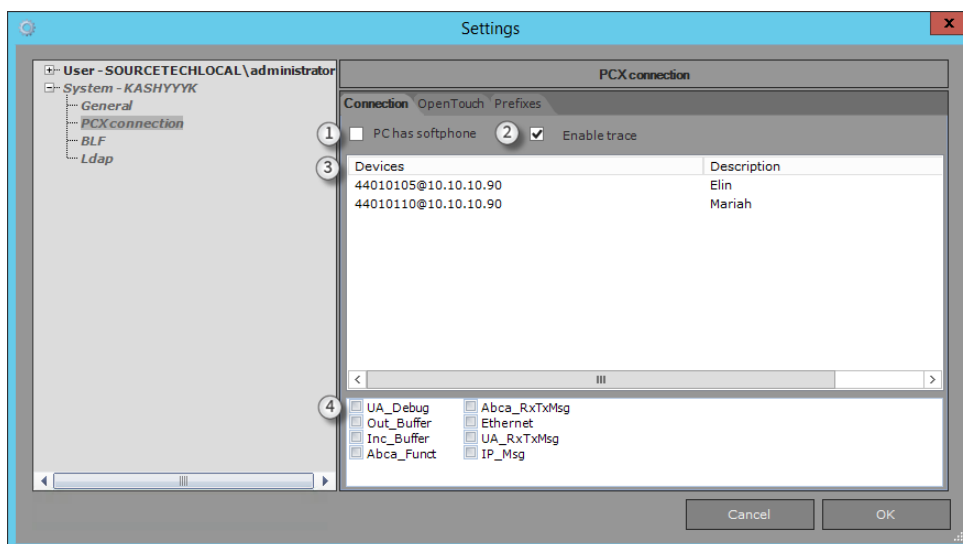 Settings
x
User - SOURCETECHLOCAL\administrator
System - KASHYYYK
General
PCX connection
BLF
Ldap
PCX connection
Connection OpenTouch Prefixes
1 PC has softphone 2 Enable trace
3
Devices Description
44010105@10.10.10.90 Elin
44010110@10.10.10.90 Mariah
4
UA_Debug Abca_RxTxMsg
Out_Buffer Ethernet
Inc_Buffer UA_RxTxMsg
Abca_Funct IP_Msg
Cancel OK